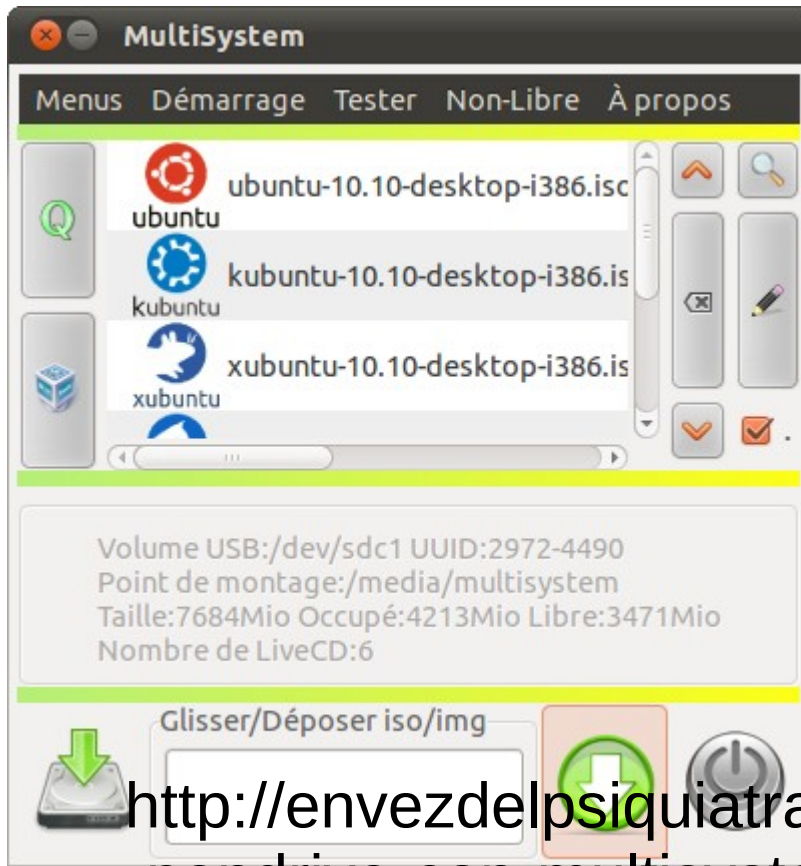 MultiSystem
Menus Démarrage Tester Non-Libre À propos
ubuntu
ubuntu-10.10-desktop-i386.iso
kubuntu
kubuntu-10.10-desktop-i386.is
xubuntu
xubuntu-10.10-desktop-i386.is
Volume USB:/dev/sdc1 UUID:2972-4490
Point de montage:/media/multisystem
Taille:7684Mio Occupé:4213Mio Libre:3471Mio
Nombre de LiveCD:6
.
Glisser/Déposer iso/img
http://envezdelpsiquiatra